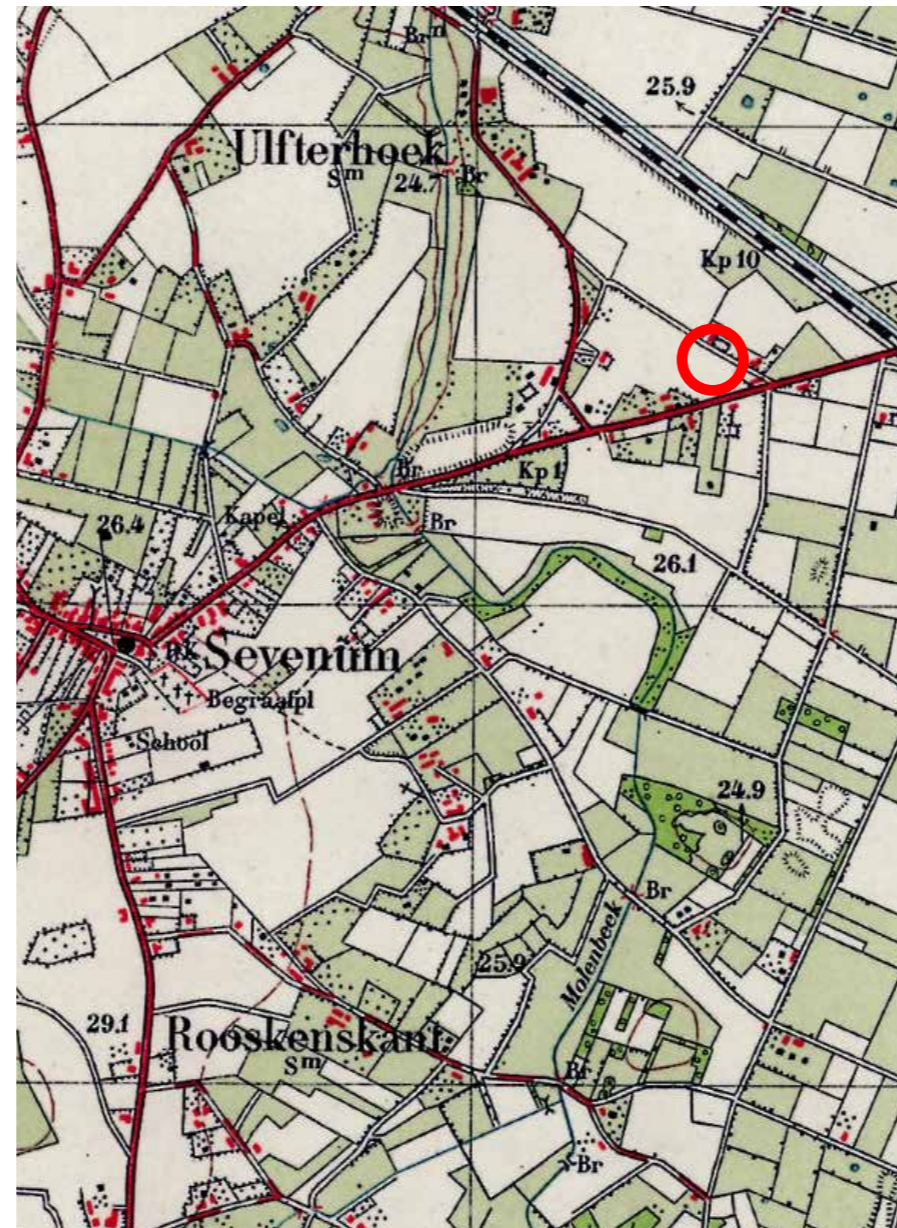 Br
25.9
Ulfterhoek
Sm
24.7
Br
Kp 10
Br
Kp 1
Kapel
Br
26.4
26.1
R.K.
Sevenum
Begraafpl
School
24.9
Br
Molenbeek
25.9
29.1
Rooskenskant
Sm
Br
Br